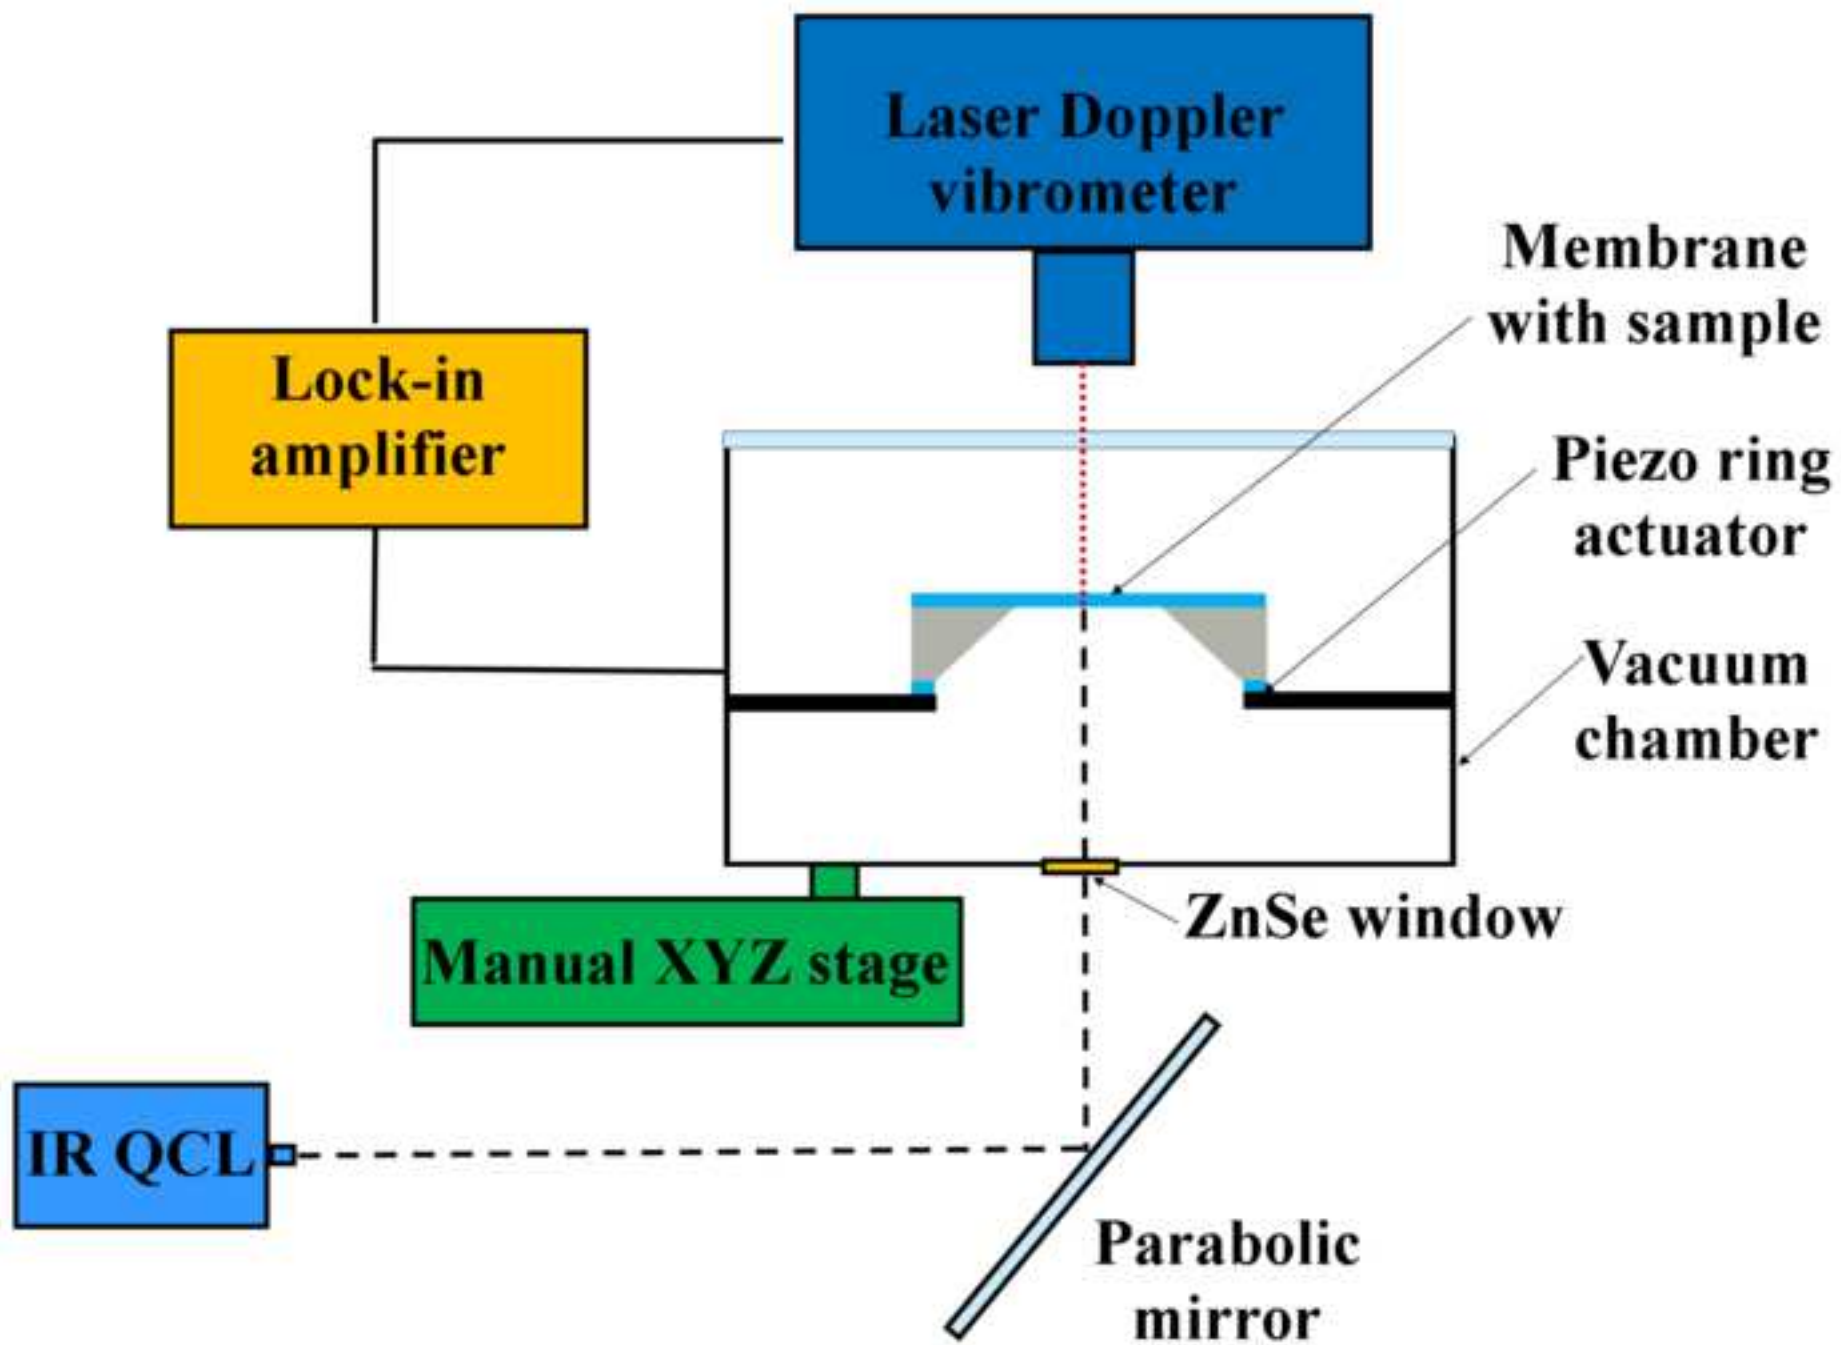 Laser Doppler
vibrometer
Membrane
with sample
Lock-in
amplifier
Piezo ring
actuator
Vacuum
chamber
ZnSe window
Manual XYZ stage
IR QCL
Parabolic
mirror